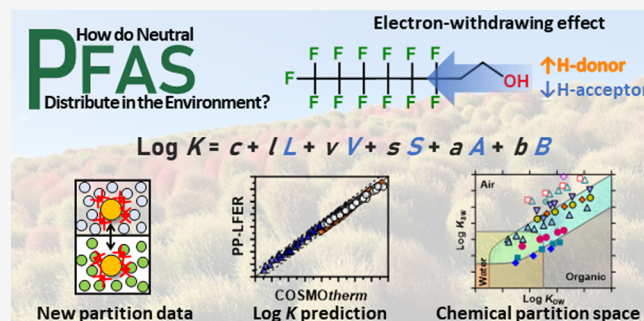 How do Neutral
PFAS
Distribute in the Environment?
Electron-withdrawing effect
F F F F F F
F
OH
F F F F F F
↑H-donor
↓H-acceptor
Log K = c + l L + v V + s S + a A + b B
PP-LFER
COSMOtherm
Air
Log Kaw
Water
Organic
Log KOW
New partition data
Log K prediction
Chemical partition space